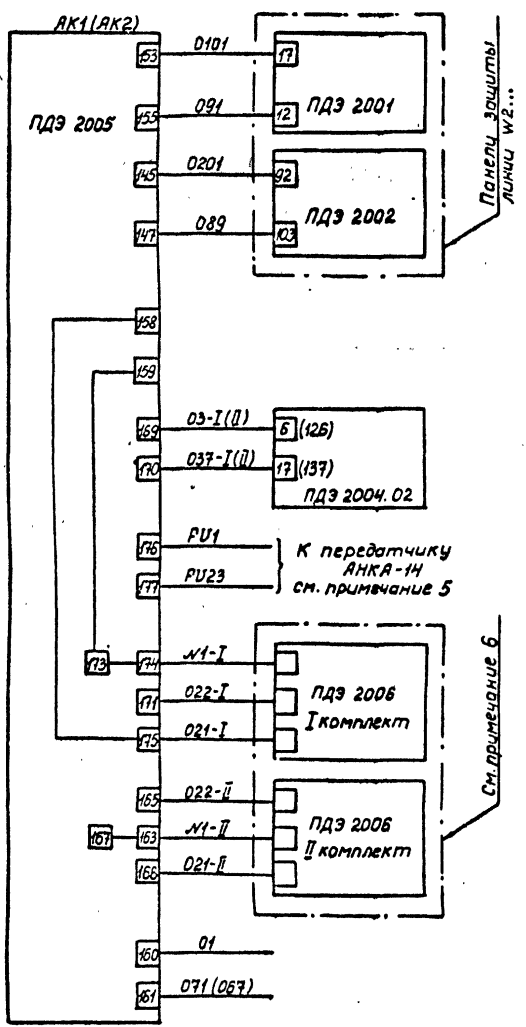 АК1(АК2)
ПДЭ 2005
153 0101 17
155 091 12
ПДЭ 2001
145 0201 92
147 089 103
ПДЭ 2002
Панели защиты
линии W2...
158
159
169 03-I(II) 6 (126)
170 037-I(II) 17 (137)
ПДЭ 2004.02
176 PU1
177 PU23
К передатчику
АНКА-14
см. примечание 5
173 174 N1-I
171 022-I
175 021-I
ПДЭ 2006
I комплект
165 022-II
167 163 N1-II
166 021-II
ПДЭ 2006
II комплект
См. примечание 6
160 01
161 071(067)